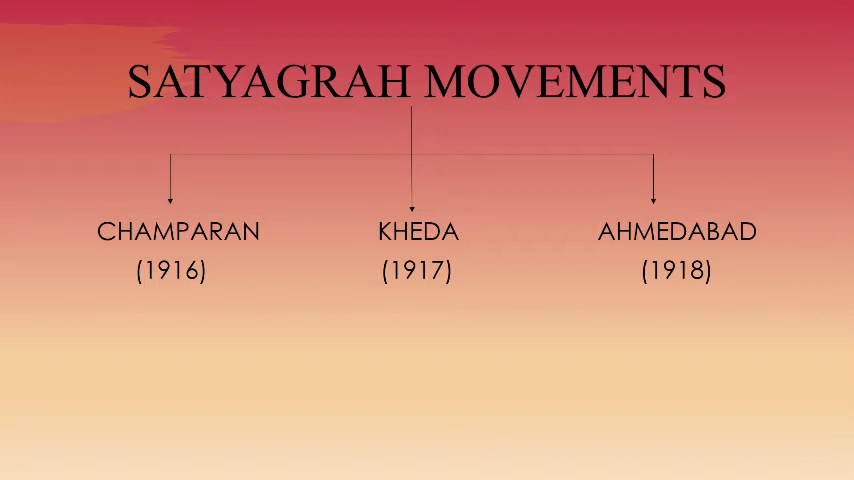 SATYAGRAH MOVEMENTS
CHAMPARAN KHEDA AHMEDABAD
(1916) (1917) (1918)